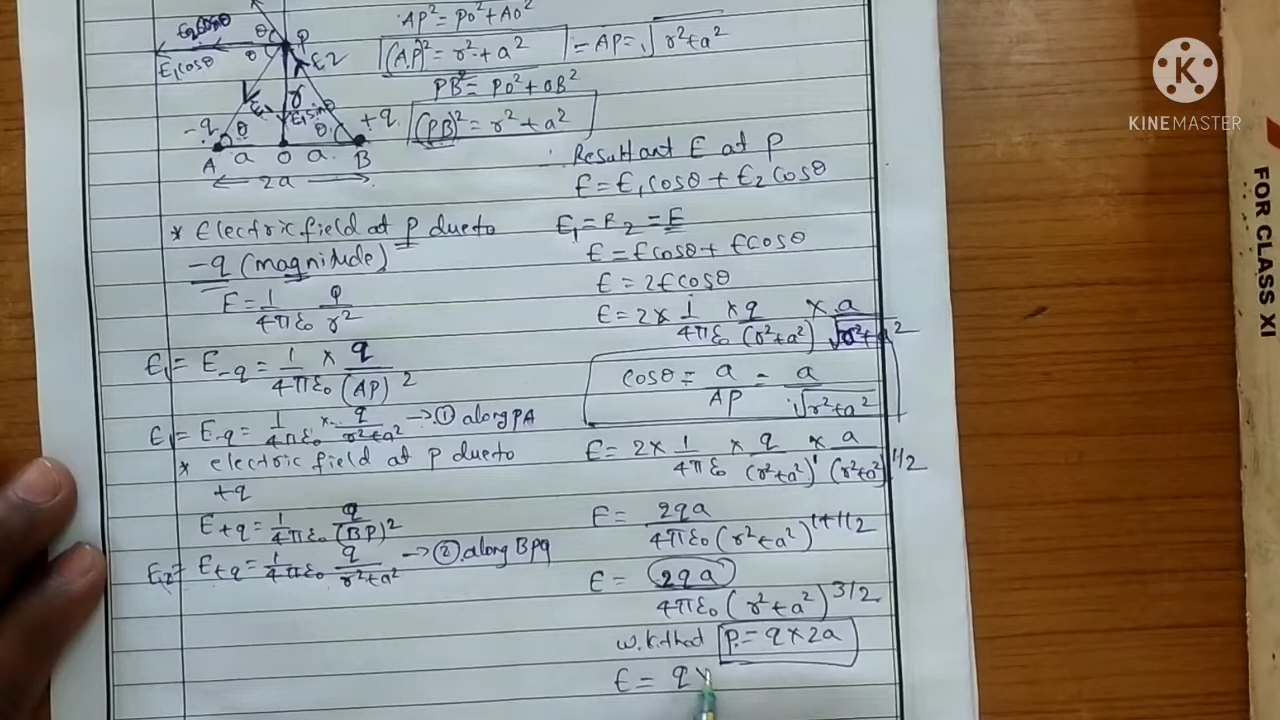 AP² = PO² + AO²
(AP)² = r² + a² = AP = √r² + a²
PB² = PO² + OB²
(PB)² = r² + a²
E₂cosθ
E₁cosθ
θ
θ
P
E2
E₁
r
E₁sinθ
-q
θ
θ
+q
A a O a B
2a
* Electric field at P due to
-q (magnitude)
E = 1/4πε₀ q/r²
E₁ = E-q = 1/4πε₀ × q/(AP)²
E₁ = E-q = 1/4πε₀ × q/r²+a² → ① along PA
* electric field at P due to
+q
E+q = 1/4πε₀ q/(BP)²
E₂ = E+q = 1/4πε₀ q/r²+a² → ② along BPq
Resultant E at P
E = E₁cosθ + E₂cosθ
E₁ = E₂ = E
E = Ecosθ + Ecosθ
E = 2Ecosθ
E = 2 × 1/4πε₀ × q/(r²+a²) × a/√r²+a²
cosθ = a/AP = a/√r²+a²
E = 2 × 1/4πε₀ × q/(r²+a²)¹ × a/(r²+a²)1/2
E = 2qa/4πε₀(r²+a²)1+1/2
E = 2qa/4πε₀(r²+a²)3/2
w.k.that P = q×2a
E = q×
KINEMASTER
FOR CLASS XI